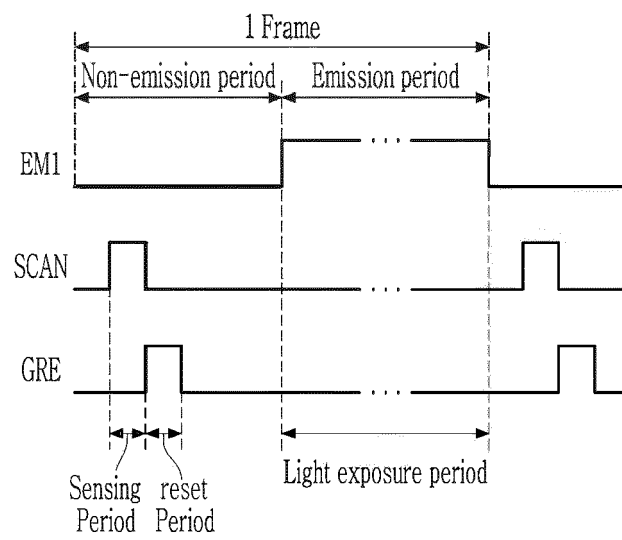 1 Frame
Non-emission period
Emission period
EM1
SCAN
GRE
Sensing
Period
reset
Period
Light exposure period